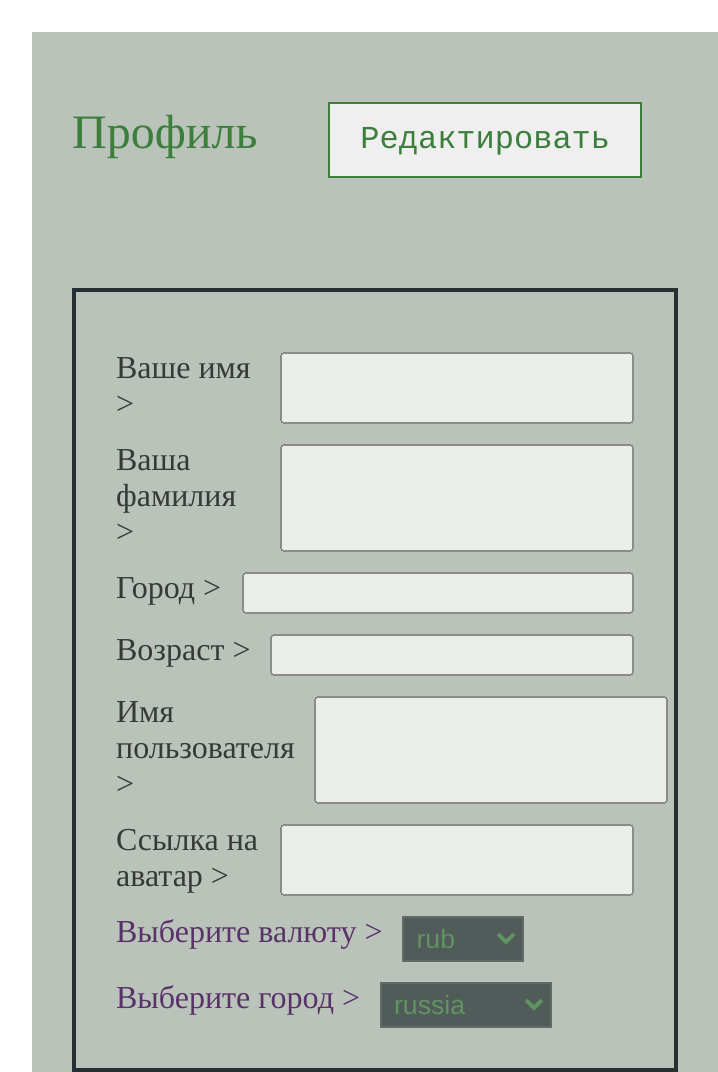 Профиль
Редактировать
Ваше имя
>
Ваша
фамилия
>
Город >
Возраст >
Имя
пользователя
>
Ссылка на
аватар >
Выберите валюту > rub
Выберите город > russia